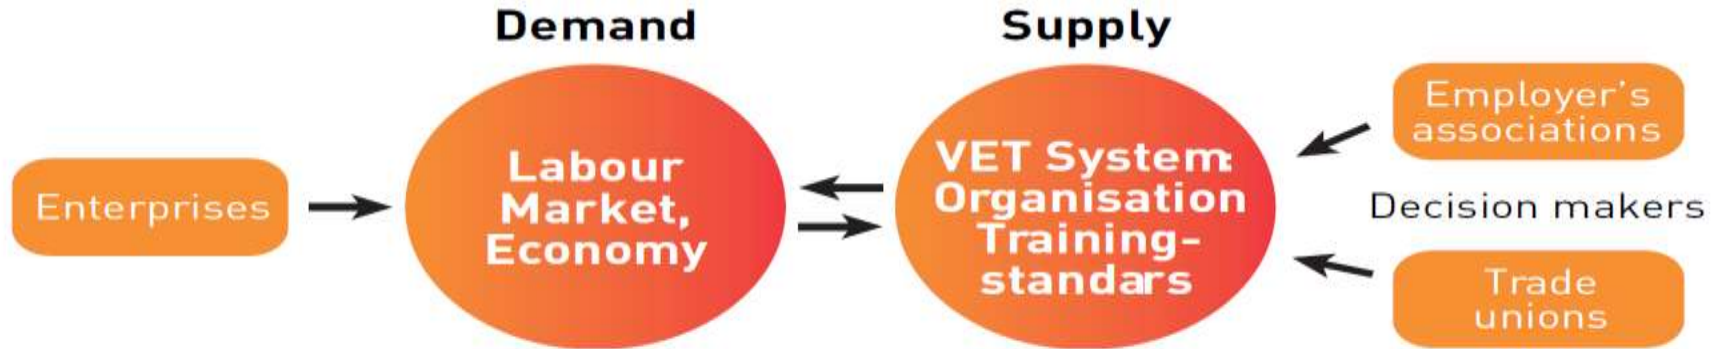 Demand
Supply
Enterprises
Labour
Market,
Economy
VET System:
Organisation
Training-
standars
Employer's
associations
Decision makers
Trade
unions